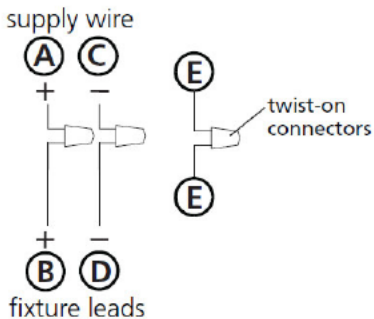 supply wire
A C
+ −
E
twist-on
connectors
E
+ −
B D
fixture leads